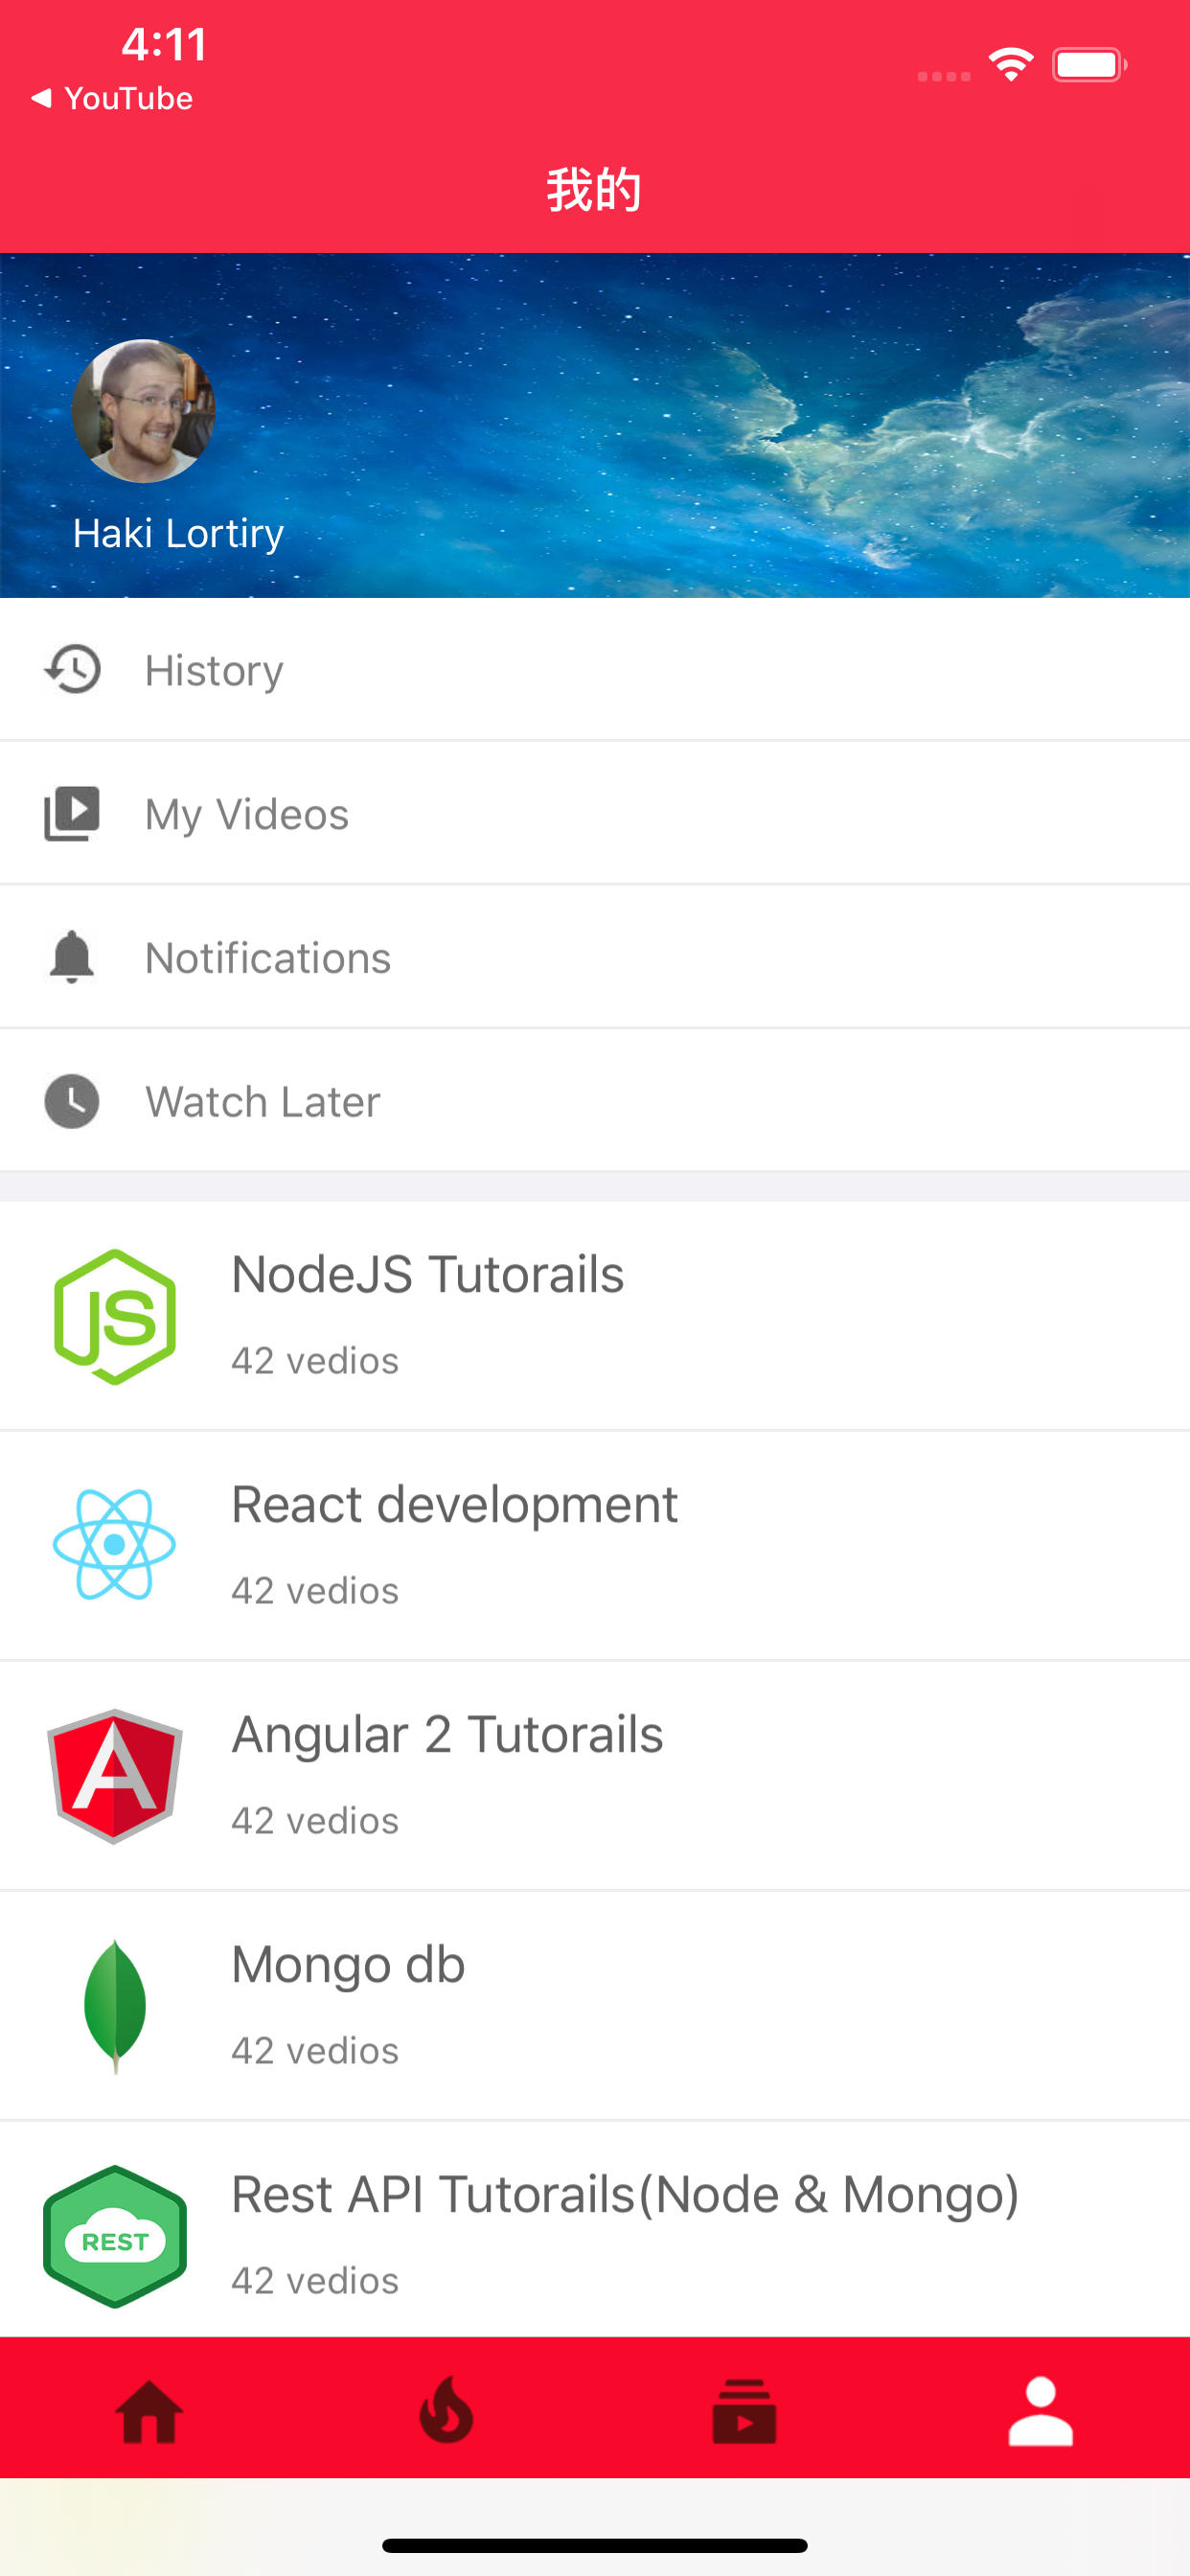 4:11
YouTube
我的
Haki Lortiry
History
My Videos
Notifications
Watch Later
NodeJS Tutorails
42 vedios
React development
42 vedios
Angular 2 Tutorails
42 vedios
Mongo db
42 vedios
Rest API Tutorails(Node & Mongo)
REST
42 vedios